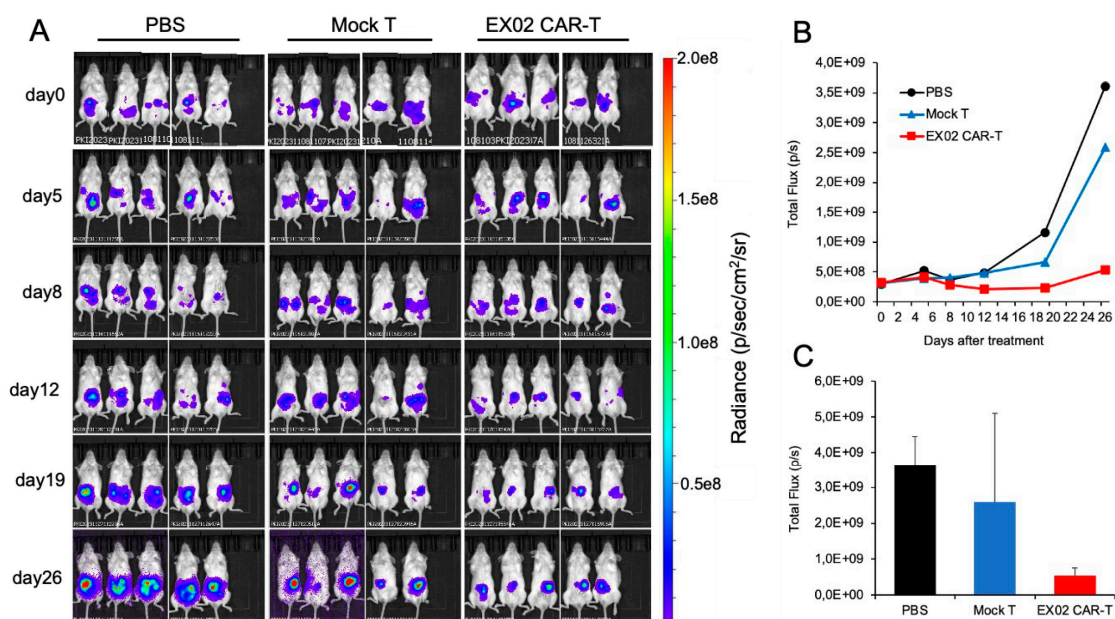 A
PBS
Mock T
EX02 CAR-T
day0
day5
day8
day12
day19
day26
2.0e8
1.5e8
1.0e8
0.5e8
Radiance (p/sec/cm²/sr)
B
4,0E+09
3,5E+09
3,0E+09
2,5E+09
2,0E+09
1,5E+09
1,0E+09
5,0E+08
0,0E+00
Total Flux (p/s)
PBS
Mock T
EX02 CAR-T
0 2 4 6 8 10 12 14 16 18 20 22 24 26
Days after treatment
C
6,0E+09
5,0E+09
4,0E+09
3,0E+09
2,0E+09
1,0E+09
0,0E+00
Total Flux (p/s)
PBS
Mock T
EX02 CAR-T